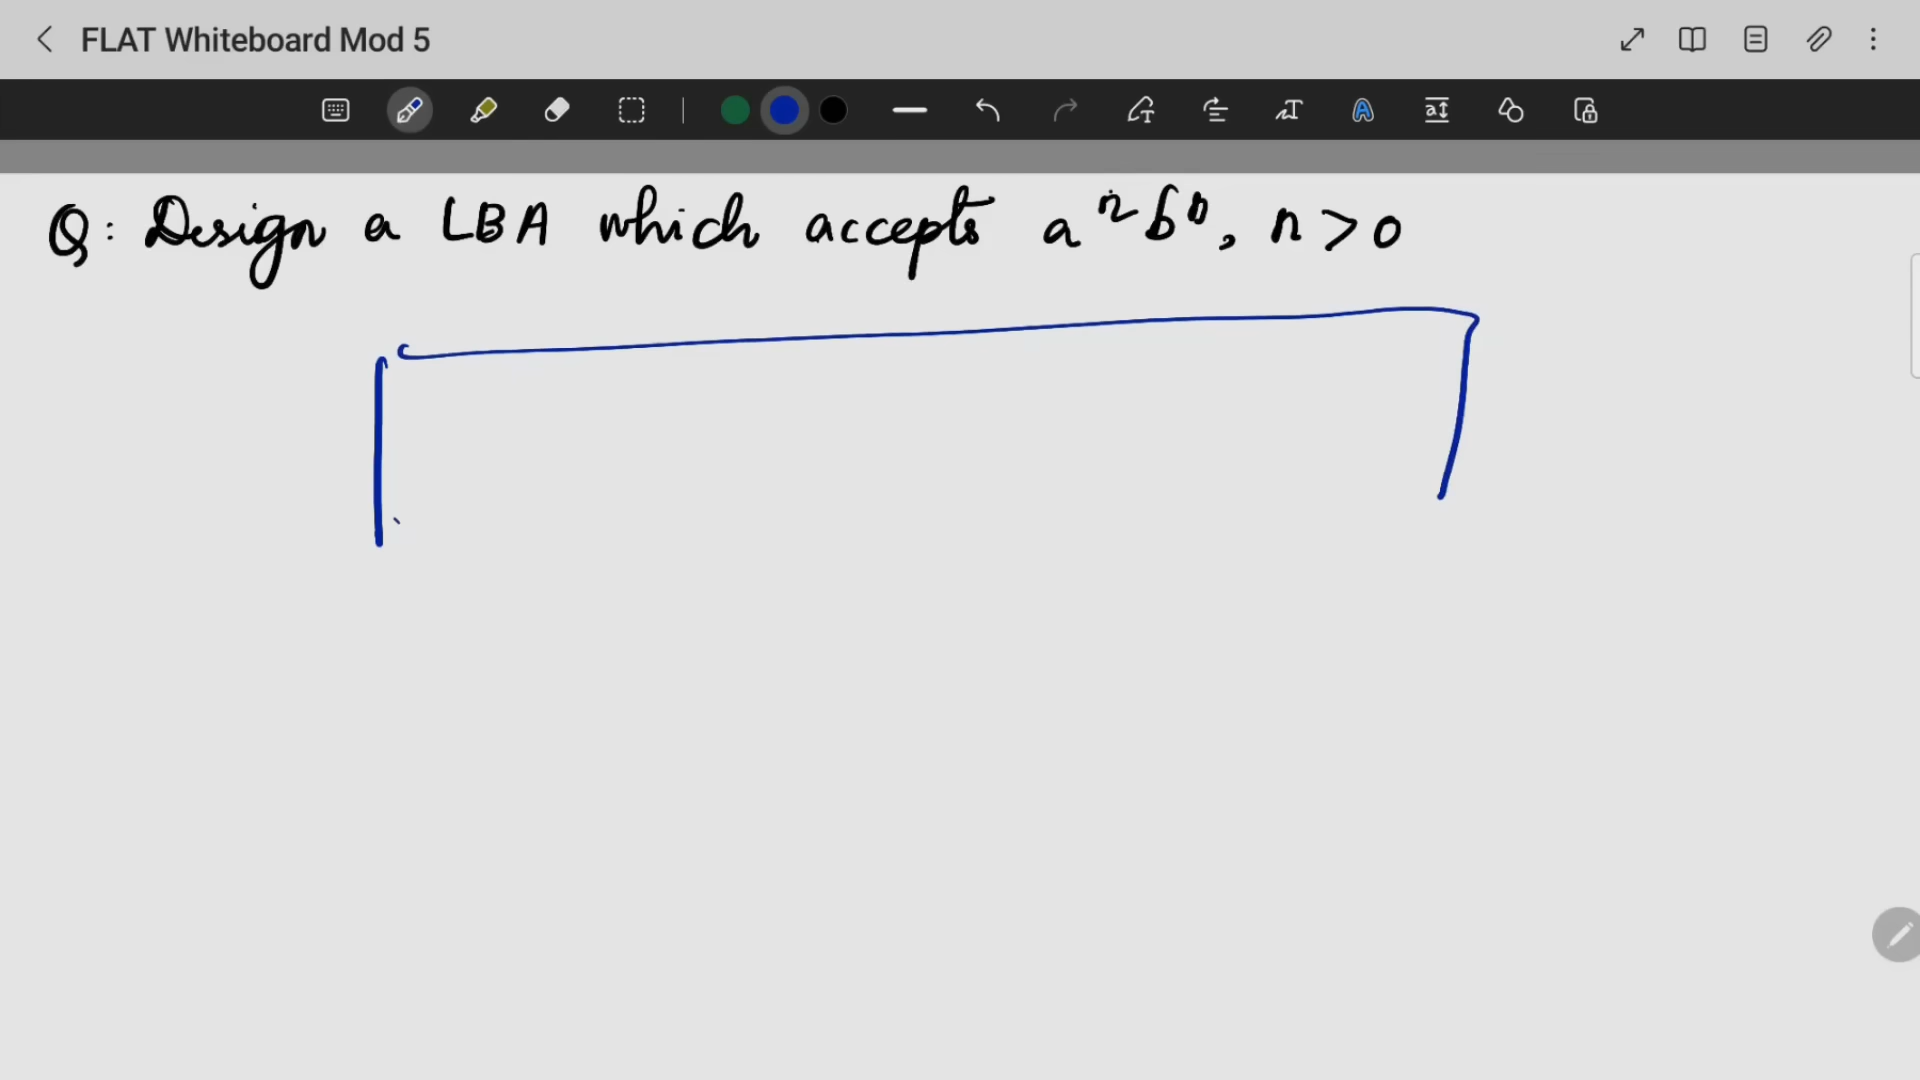 FLAT Whiteboard Mod 5
Q: Design a LBA which accepts aⁿbⁿ, n > 0